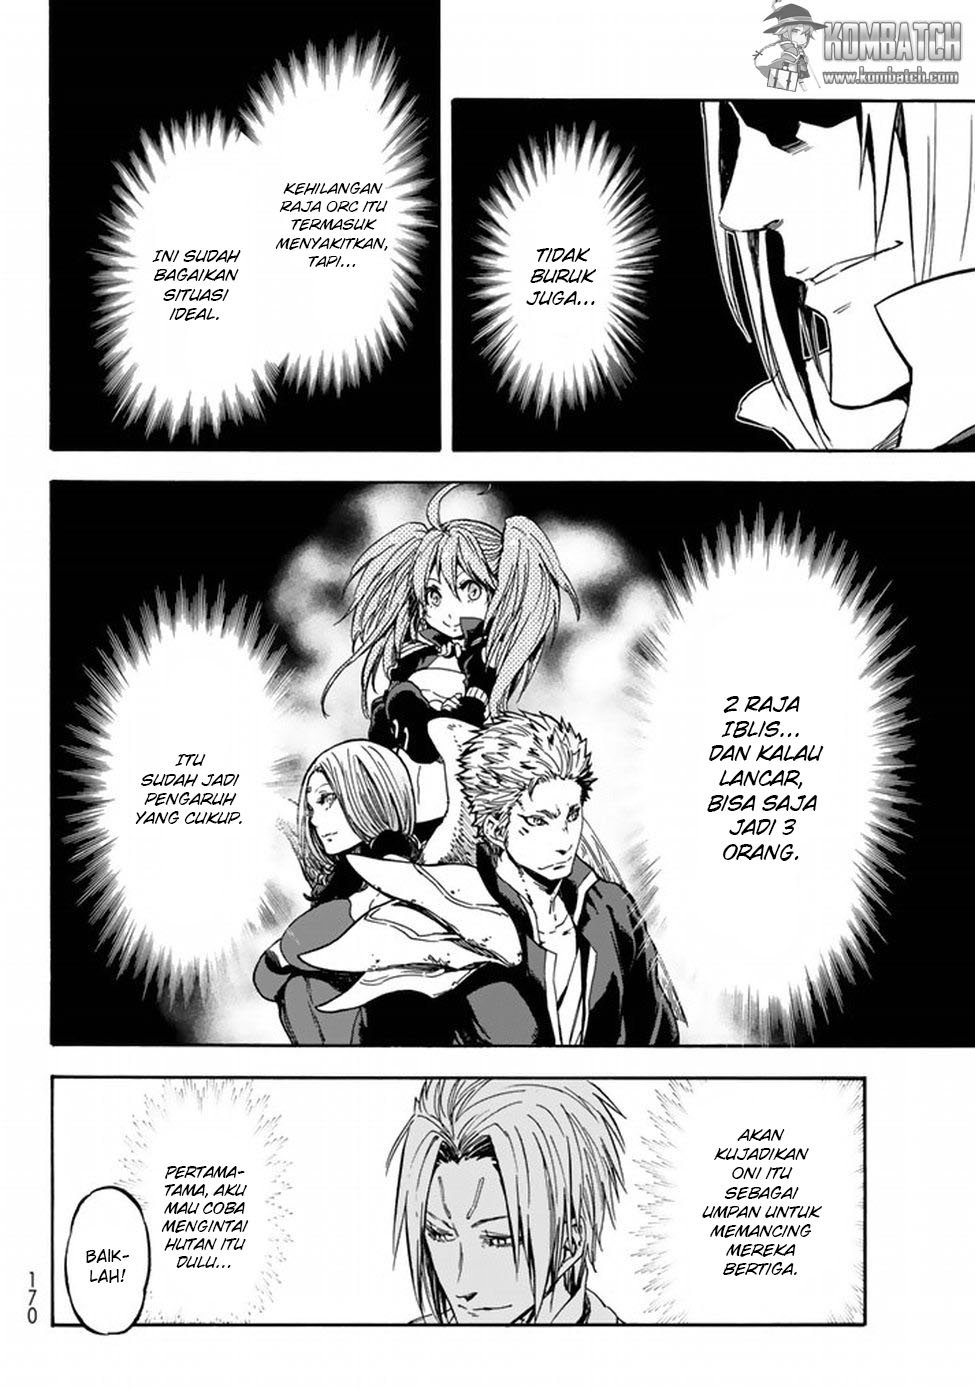 KOMBATCH
www.kombatch.com
TIDAK
BURUK
JUGA...
KEHILANGAN
RAJA ORC ITU
TERMASUK
MENYAKITKAN,
TAPI...
INI SUDAH
BAGAIKAN
SITUASI
IDEAL.
2 RAJA
IBLIS...
DAN KALAU
LANCAR,
BISA SAJA
JADI 3
ORANG.
ITU
SUDAH JADI
PENGARUH
YANG CUKUP.
AKAN
KUJADIKAN
ONI ITU
SEBAGAI
UMPAN UNTUK
MEMANCING
MEREKA
BERTIGA.
PERTAMA-
TAMA, AKU
MAU COBA
MENGINTAI
HUTAN ITU
DULU...
BAIK-
LAH!
170